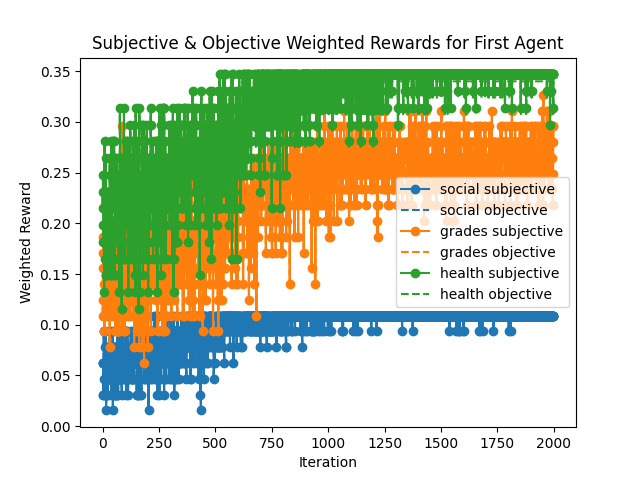 Subjective & Objective Weighted Rewards for First Agent
0.35
0.30
0.25
0.20
0.15
0.10
0.05
0.00
Weighted Reward
social subjective
social objective
grades subjective
grades objective
health subjective
health objective
0 250 500 750 1000 1250 1500 1750 2000
Iteration